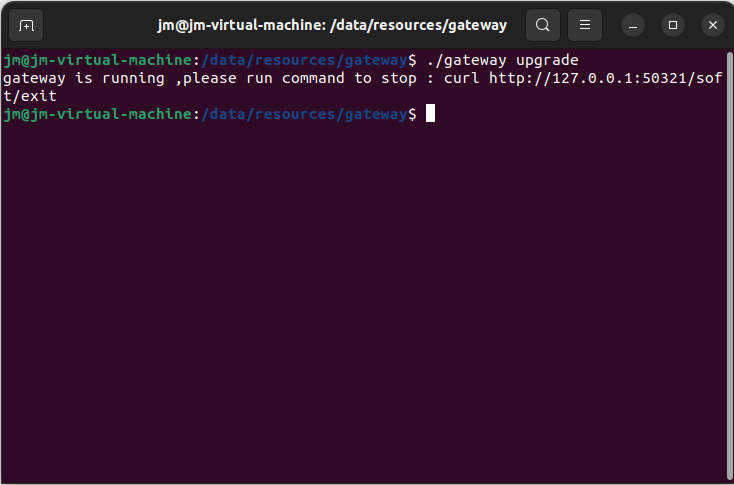 jm@jm-virtual-machine: /data/resources/gateway
jm@jm-virtual-machine:/data/resources/gateway$ ./gateway upgrade
gateway is running ,please run command to stop : curl http://127.0.0.1:50321/sof
t/exit
jm@jm-virtual-machine:/data/resources/gateway$